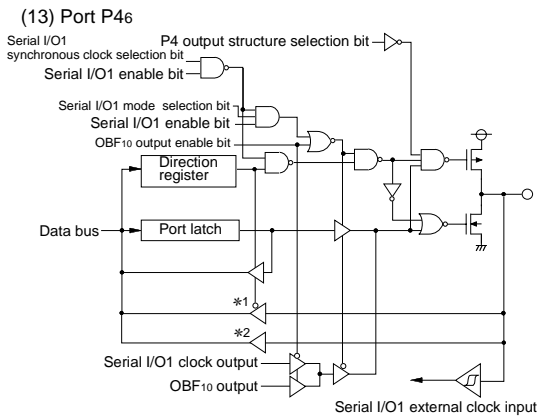 (13) Port P46
Serial I/O1
synchronous clock selection bit
Serial I/O1 enable bit
P4 output structure selection bit
Serial I/O1 mode selection bit
Serial I/O1 enable bit
OBF10 output enable bit
Direction
register
Data bus
Port latch
*1
*2
Serial I/O1 clock output
OBF10 output
Serial I/O1 external clock input